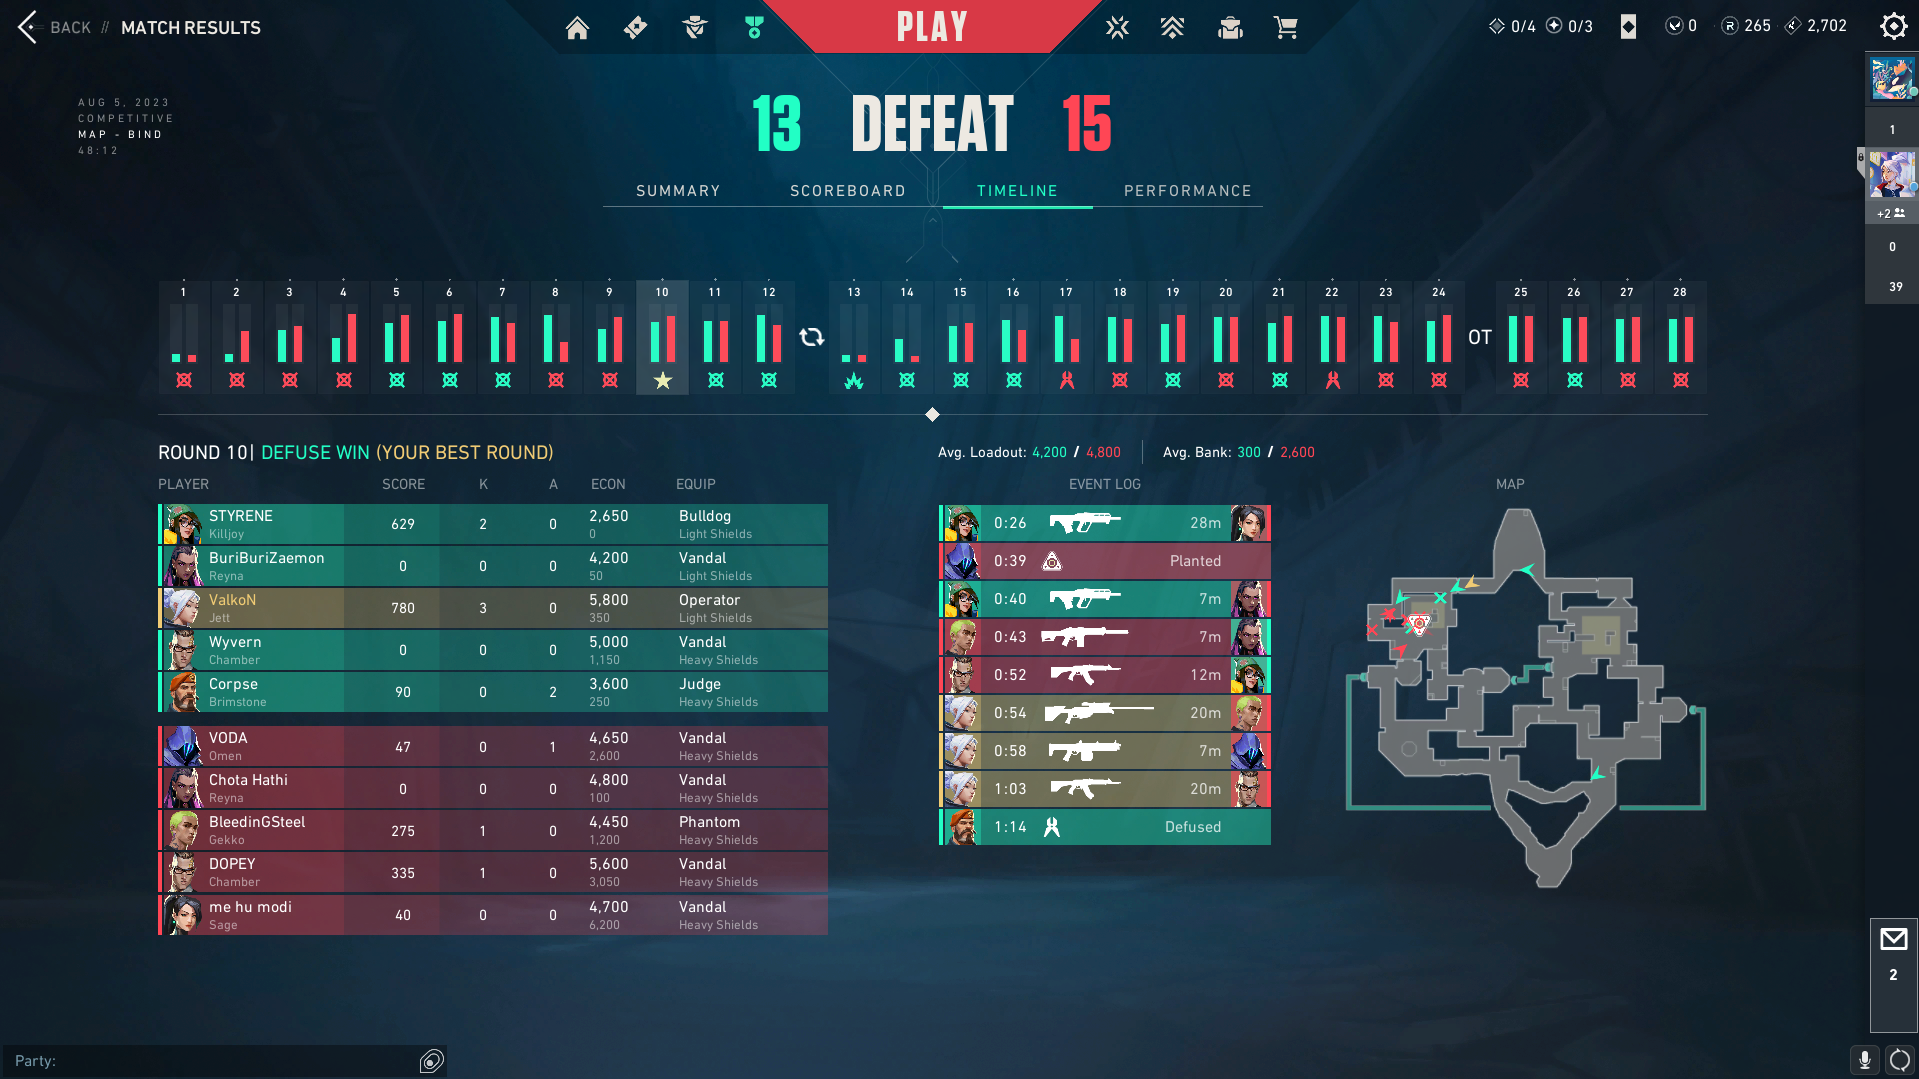 BACK // MATCH RESULTS
PLAY
0/4 0/3 0 265 2,702
AUG 5, 2023
COMPETITIVE
MAP - BIND
48:12
13 DEFEAT 15
SUMMARY SCOREBOARD TIMELINE PERFORMANCE
1
+2
0
39
1 2 3 4 5 6 7 8 9 10 11 12 13 14 15 16 17 18 19 20 21 22 23 24 OT 25 26 27 28
ROUND 10| DEFUSE WIN (YOUR BEST ROUND)
Avg. Loadout: 4,200 / 4,800 Avg. Bank: 300 / 2,600
PLAYER SCORE K A ECON EQUIP
STYRENE 629 2 0 2,650 Bulldog
Killjoy 0 Light Shields
BuriBuriZaemon 0 0 0 4,200 Vandal
Reyna 50 Light Shields
ValkoN 780 3 0 5,800 Operator
Jett 350 Light Shields
Wyvern 0 0 0 5,000 Vandal
Chamber 1,150 Heavy Shields
Corpse 90 0 2 3,600 Judge
Brimstone 250 Heavy Shields
VODA 47 0 1 4,650 Vandal
Omen 2,600 Heavy Shields
Chota Hathi 0 0 0 4,800 Vandal
Reyna 100 Heavy Shields
BleedinGSteel 275 1 0 4,450 Phantom
Gekko 1,200 Heavy Shields
DOPEY 335 1 0 5,600 Vandal
Chamber 3,050 Heavy Shields
me hu modi 40 0 0 4,700 Vandal
Sage 6,200 Heavy Shields
EVENT LOG
0:26 28m
0:39 Planted
0:40 7m
0:43 7m
0:52 12m
0:54 20m
0:58 7m
1:03 20m
1:14 Defused
MAP
2
Party: